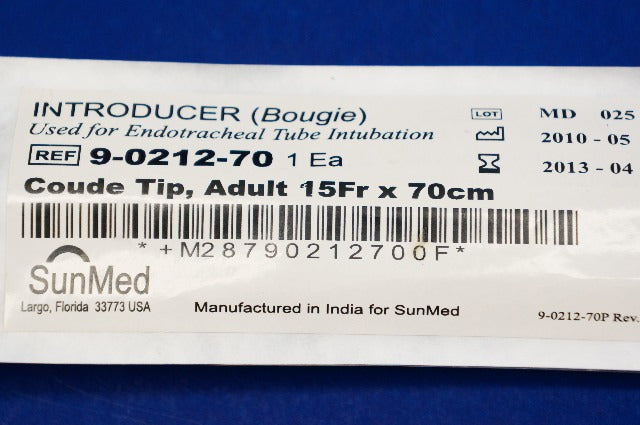 INTRODUCER (Bougie)
Used for Endotracheal Tube Intubation
REF 9-0212-70 1 Ea
Coude Tip, Adult 15Fr x 70cm
*+M28790212700F*
SunMed
Largo, Florida 33773 USA
Manufactured in India for SunMed
LOT MD 025
2010 - 05
2013 - 04
9-0212-70P Rev.